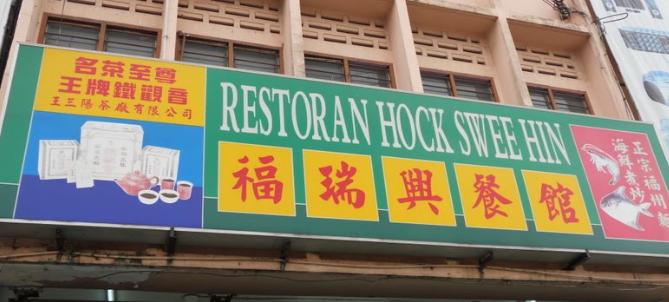 名茶至尊
王牌鐵觀音
王三陽茶廠有限公司
RESTORAN HOCK SWEE HIN
福瑞興餐館
正宗福州
海鮮煮炒